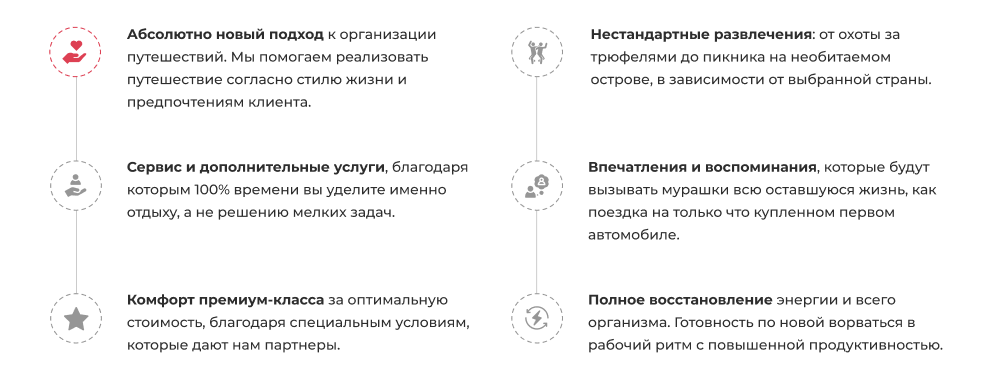 Абсолютно новый подход к организации
путешествий. Мы помогаем реализовать
путешествие согласно стилю жизни и
предпочтениям клиента.
Сервис и дополнительные услуги, благодаря
которым 100% времени вы уделите именно
отдыху, а не решению мелких задач.
Комфорт премиум-класса за оптимальную
стоимость, благодаря специальным условиям,
которые дают нам партнеры.
Нестандартные развлечения: от охоты за
трюфелями до пикника на необитаемом
острове, в зависимости от выбранной страны.
Впечатления и воспоминания, которые будут
вызывать мурашки всю оставшуюся жизнь, как
поездка на только что купленном первом
автомобиле.
Полное восстановление энергии и всего
организма. Готовность по новой ворваться в
рабочий ритм с повышенной продуктивностью.